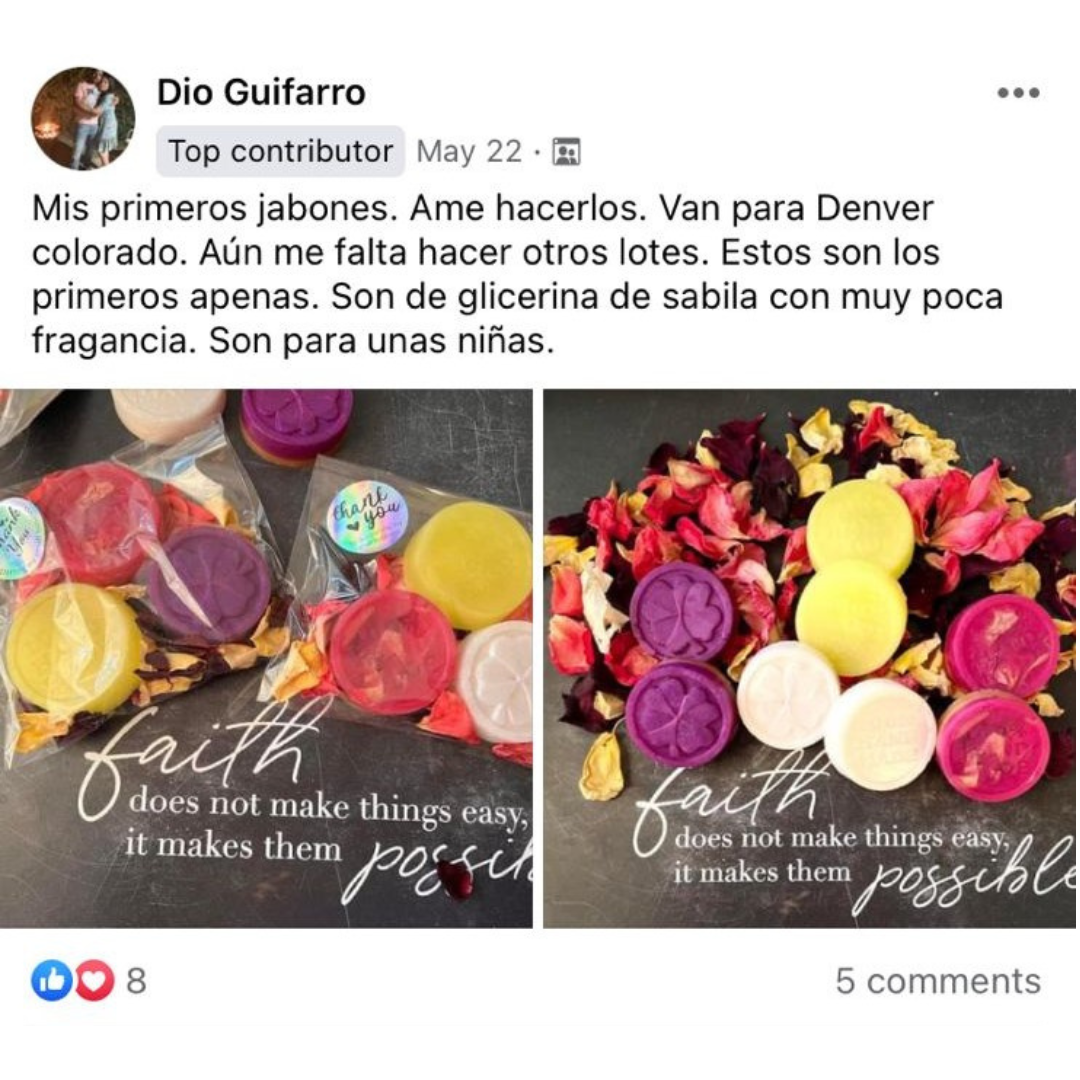 Dio Guifarro
Top contributor May 22 ·
Mis primeros jabones. Ame hacerlos. Van para Denver
colorado. Aún me falta hacer otros lotes. Estos son los
primeros apenas. Son de glicerina de sabila con muy poca
fragancia. Son para unas niñas.
thank
you
thank
you
faith
does not make things easy,
it makes them possib
faith
does not make things easy,
it makes them possible
8
5 comments